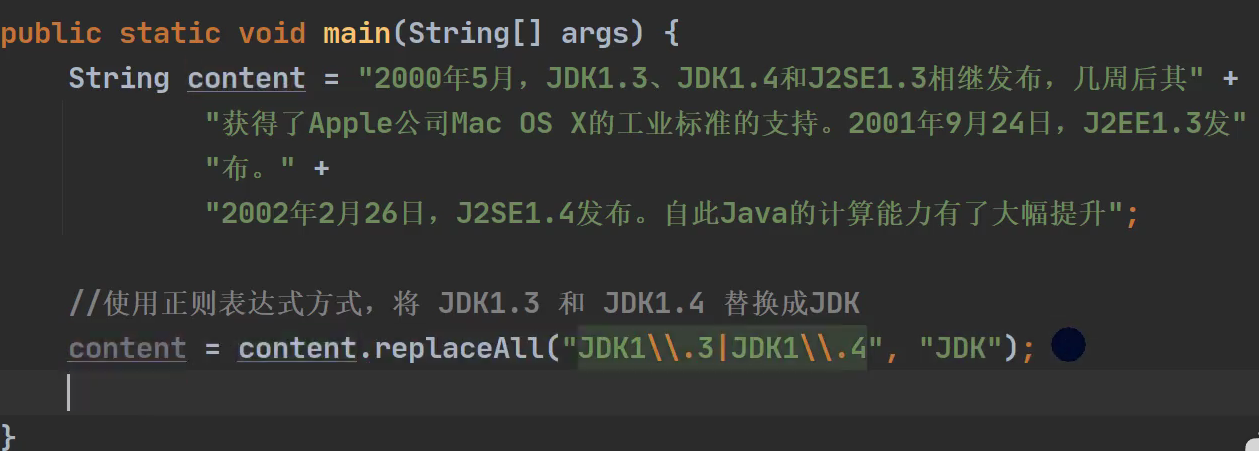 public static void main(String[] args) {
String content = "2000年5月，JDK1.3、JDK1.4和J2SE1.3相继发布，几周后其" +
"获得了Apple公司Mac OS X的工业标准的支持。2001年9月24日，J2EE1.3发"
"布。" +
"2002年2月26日，J2SE1.4发布。自此Java的计算能力有了大幅提升";
//使用正则表达式方式，将 JDK1.3 和 JDK1.4 替换成JDK
content = content.replaceAll("JDK1\\.3|JDK1\\.4", "JDK");
}